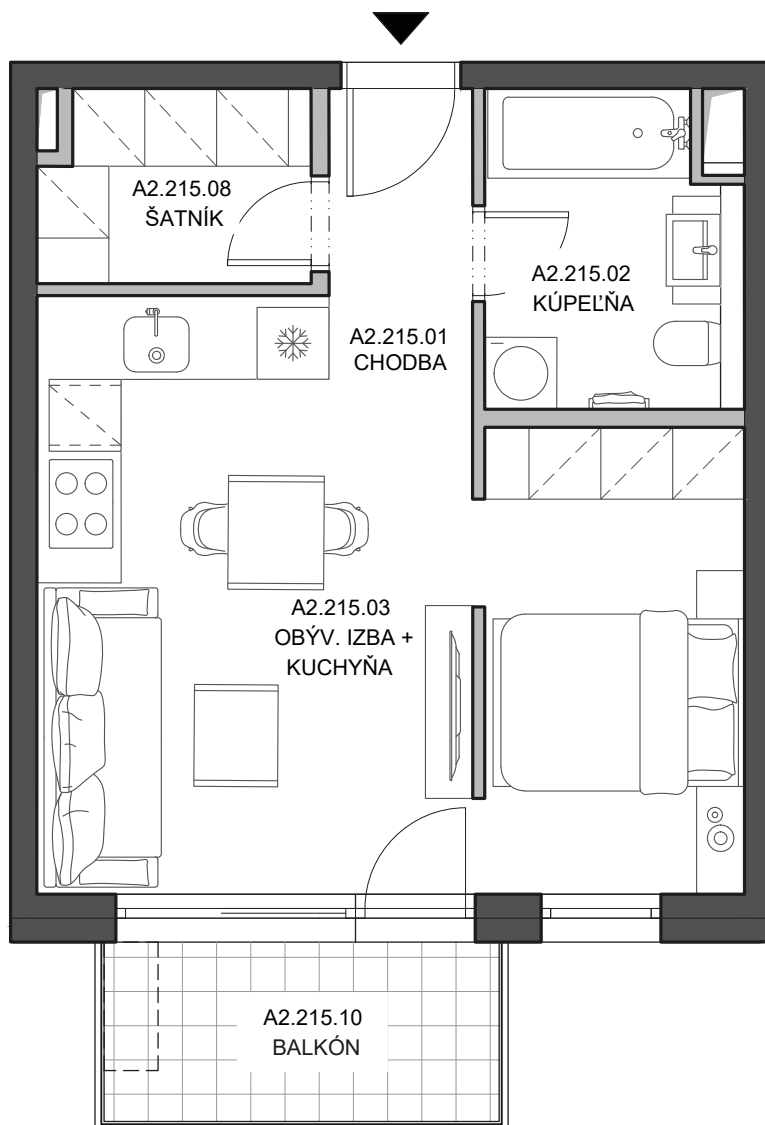 A2.215.08
ŠATNÍK
A2.215.02
KÚPEĽŇA
A2.215.01
CHODBA
A2.215.03
OBÝV. IZBA +
KUCHYŇA
A2.215.10
BALKÓN